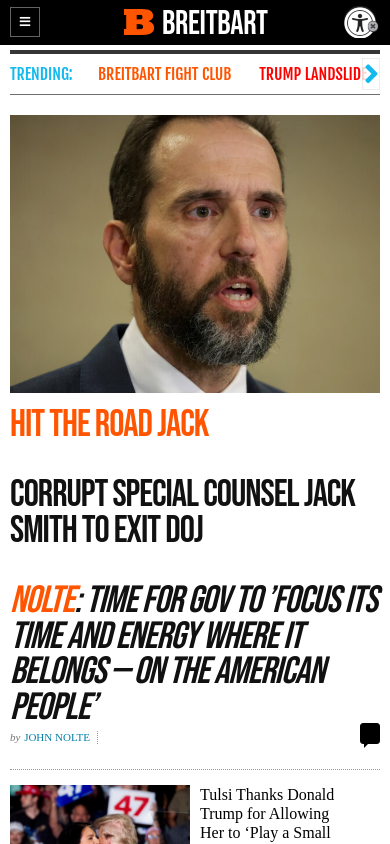 BREITBART
TRENDING: BREITBART FIGHT CLUB TRUMP LANDSLID
HIT THE ROAD JACK
CORRUPT SPECIAL COUNSEL JACK
SMITH TO EXIT DOJ
NOLTE: TIME FOR GOV TO ’FOCUS ITS
TIME AND ENERGY WHERE IT
BELONGS – ON THE AMERICAN
PEOPLE’
by JOHN NOLTE
47
Tulsi Thanks Donald
Trump for Allowing
Her to ‘Play a Small